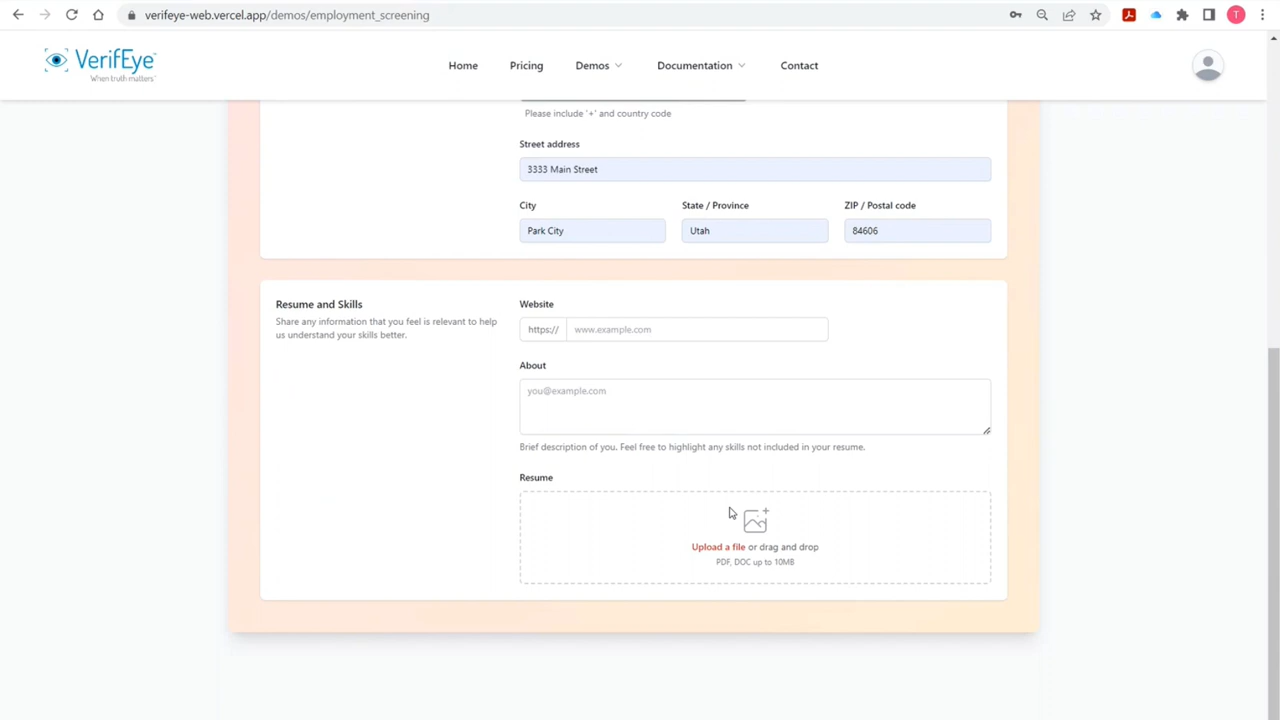 verifeye-web.vercel.app/demos/employment_screening
T
VerifEye™
When truth matters™
Home Pricing Demos Documentation Contact
Please include '+' and country code
Street address
3333 Main Street
City State / Province ZIP / Postal code
Park City Utah 84606
Resume and Skills
Share any information that you feel is relevant to help
us understand your skills better.
Website
https:// www.example.com
About
you@example.com
Brief description of you. Feel free to highlight any skills not included in your resume.
Resume
Upload a file or drag and drop
PDF, DOC up to 10MB